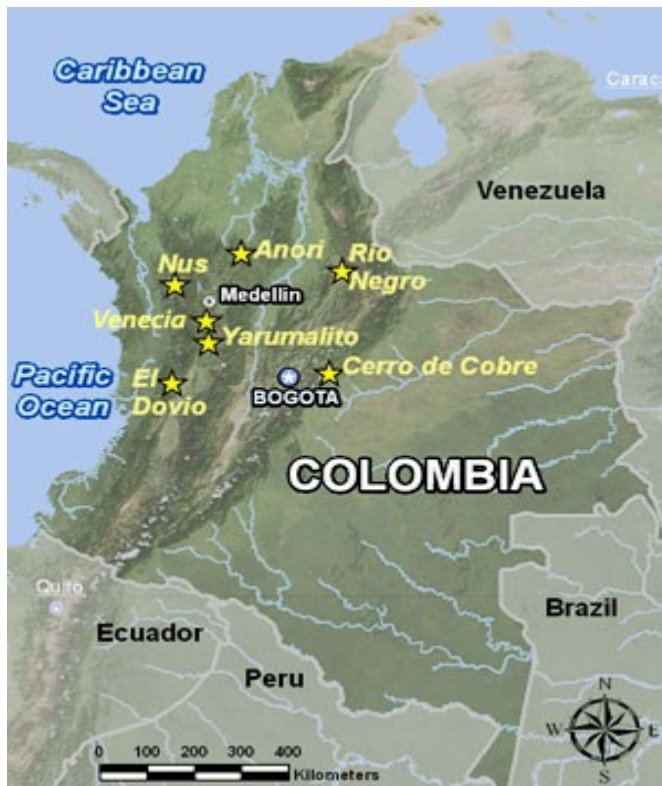 Caribbean
Sea
Carac
Venezuela
Anori
Rio
Negro
Nus
Medellin
Venecia
Yarumalito
Cerro de Cobre
Pacific
Ocean
El
Dovio
BOGOTA
COLOMBIA
Quito
Ecuador
Peru
Brazil
N
W E
S
0 100 200 300 400
Kilometers